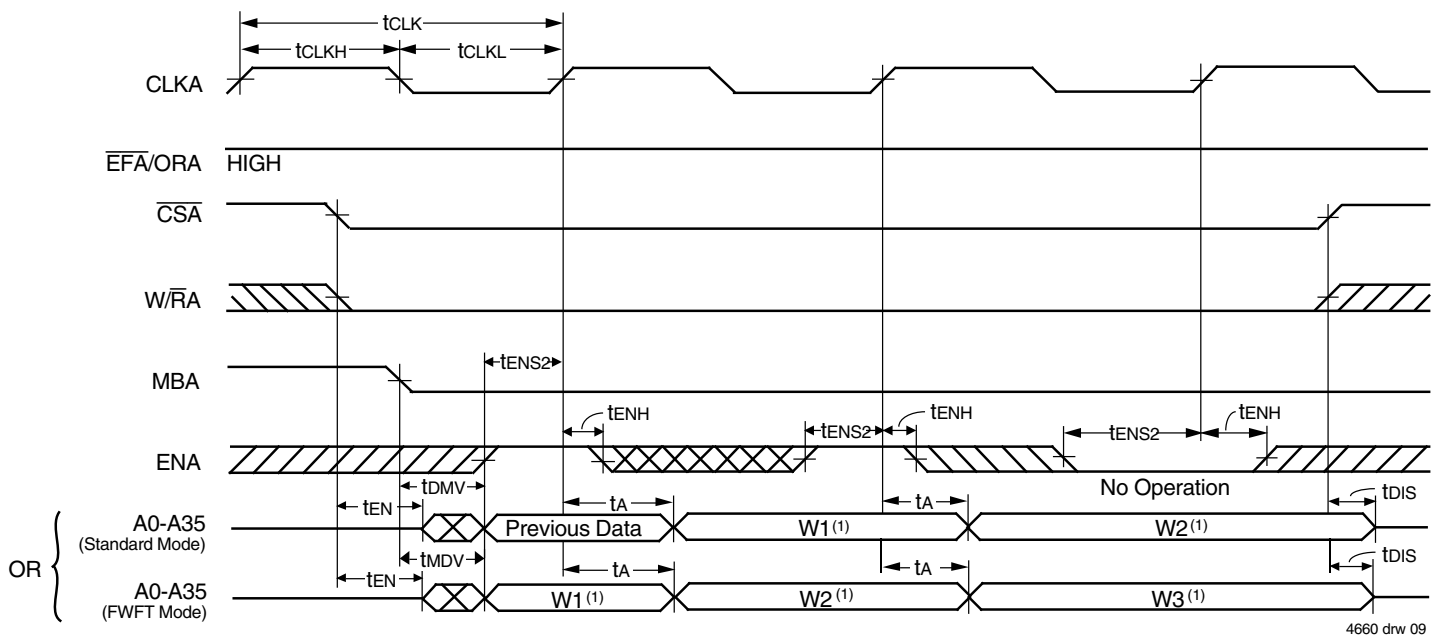 tCLK
tCLKH tCLKL
CLKA
EFA/ORA HIGH
CSA
W/RA
MBA
tENS2
tENH tENS2 tENH tENS2 tENH
ENA
No Operation
tDMV
tEN tA tA tDIS
A0-A35
(Standard Mode)
Previous Data W1(1) W2(1)
OR
tMDV
tEN tA tA tDIS
A0-A35
(FWFT Mode)
W1(1) W2(1) W3(1)
4660 drw 09